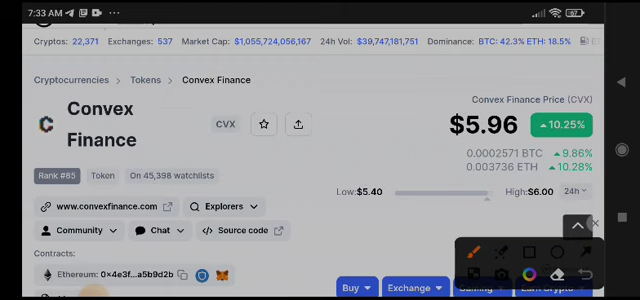 7:33 AM
67
Cryptos: 22,371 Exchanges: 537 Market Cap: $1,055,724,056,167 24h Vol: $39,747,181,751 Dominance: BTC: 42.3% ETH: 18.5%
Cryptocurrencies > Tokens > Convex Finance
Convex Finance Price (CVX)
Convex
Finance
CVX
$5.96 10.25%
0.0002571 BTC 9.86%
0.003736 ETH 10.28%
Rank #85 Token On 45,398 watchlists
Low: $5.40 High: $6.00 24h
www.convexfinance.com Explorers
Community Chat Source code
Contracts:
Ethereum: 0x4e3f...a5b9d2b
Buy Exchange Gaming Earn Crypto